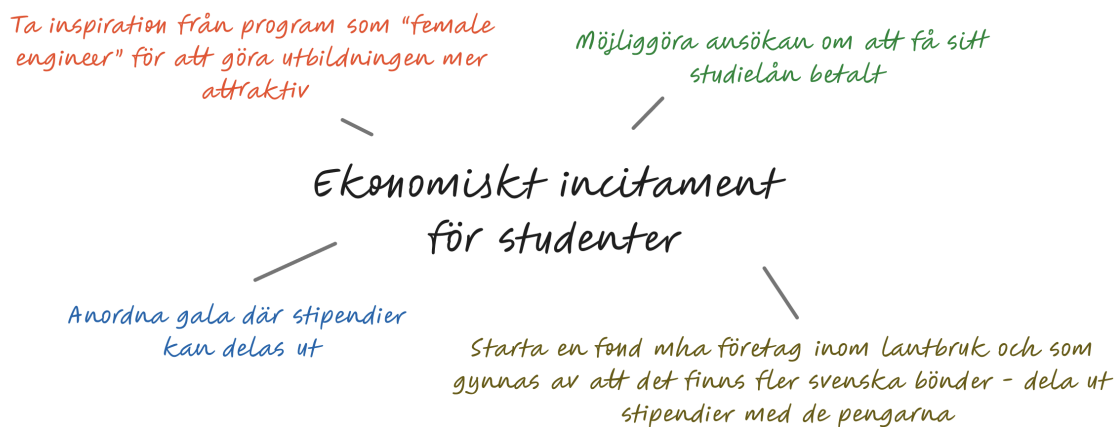 Ta inspiration från program som "female
engineer" för att göra utbildningen mer
attraktiv
Möjliggöra ansökan om att få sitt
studielån betalt
Ekonomiskt incitament
för studenter
Anordna gala där stipendier
kan delas ut
Starta en fond mha företag inom lantbruk och som
gynnas av att det finns fler svenska bönder - dela ut
stipendier med de pengarna